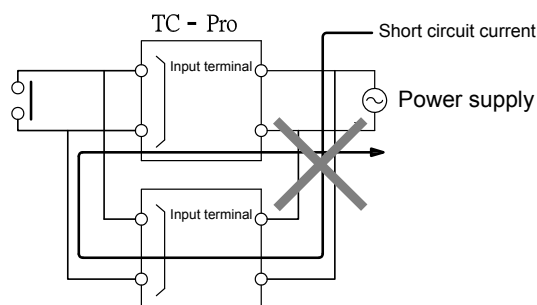 TC - Pro
Short circuit current
Input terminal
Power supply
Input terminal